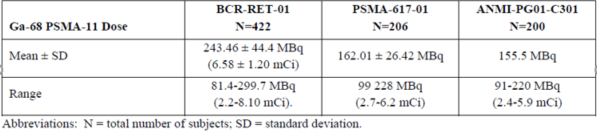 Ga-68 PSMA-11 Dose BCR-RET-01 PSMA-617-01 ANMI-PG01-C301
N=422 N=206 N=200
Mean ± SD 243.46 ± 44.4 MBq 162.01 ± 26.42 MBq 155.5 MBq
(6.58 ± 1.20 mCi)
Range 81.4-299.7 MBq 99 228 MBq 91-220 MBq
(2.2-8.10 mCi). (2.7-6.2 mCi) (2.4-5.9 mCi)
Abbreviations: N = total number of subjects; SD = standard deviation.